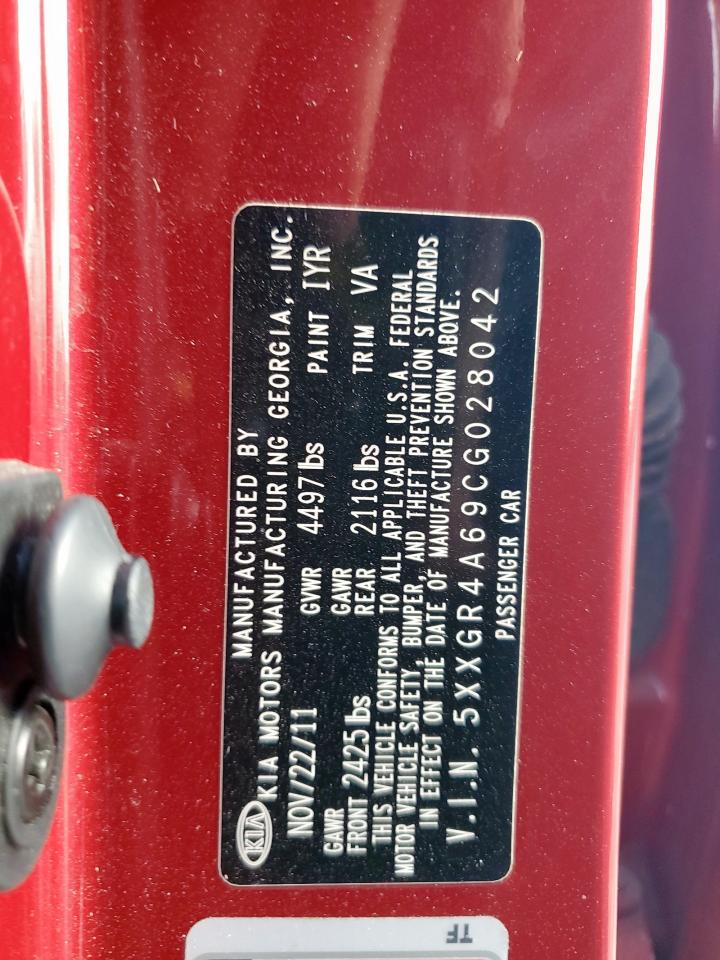 MANUFACTURED BY
KIA KIA MOTORS MANUFACTURING GEORGIA, INC.
NOV/22/11 GVWR 4497 lbs PAINT IYR
GAWR FRONT 2425 lbs GAWR REAR 2116 lbs TRIM VA
THIS VEHICLE CONFORMS TO ALL APPLICABLE U.S.A. FEDERAL
MOTOR VEHICLE SAFETY, BUMPER, AND THEFT PREVENTION STANDARDS
IN EFFECT ON THE DATE OF MANUFACTURE SHOWN ABOVE.
V.I.N. 5XXGR4A69CG028042
PASSENGER CAR
TF